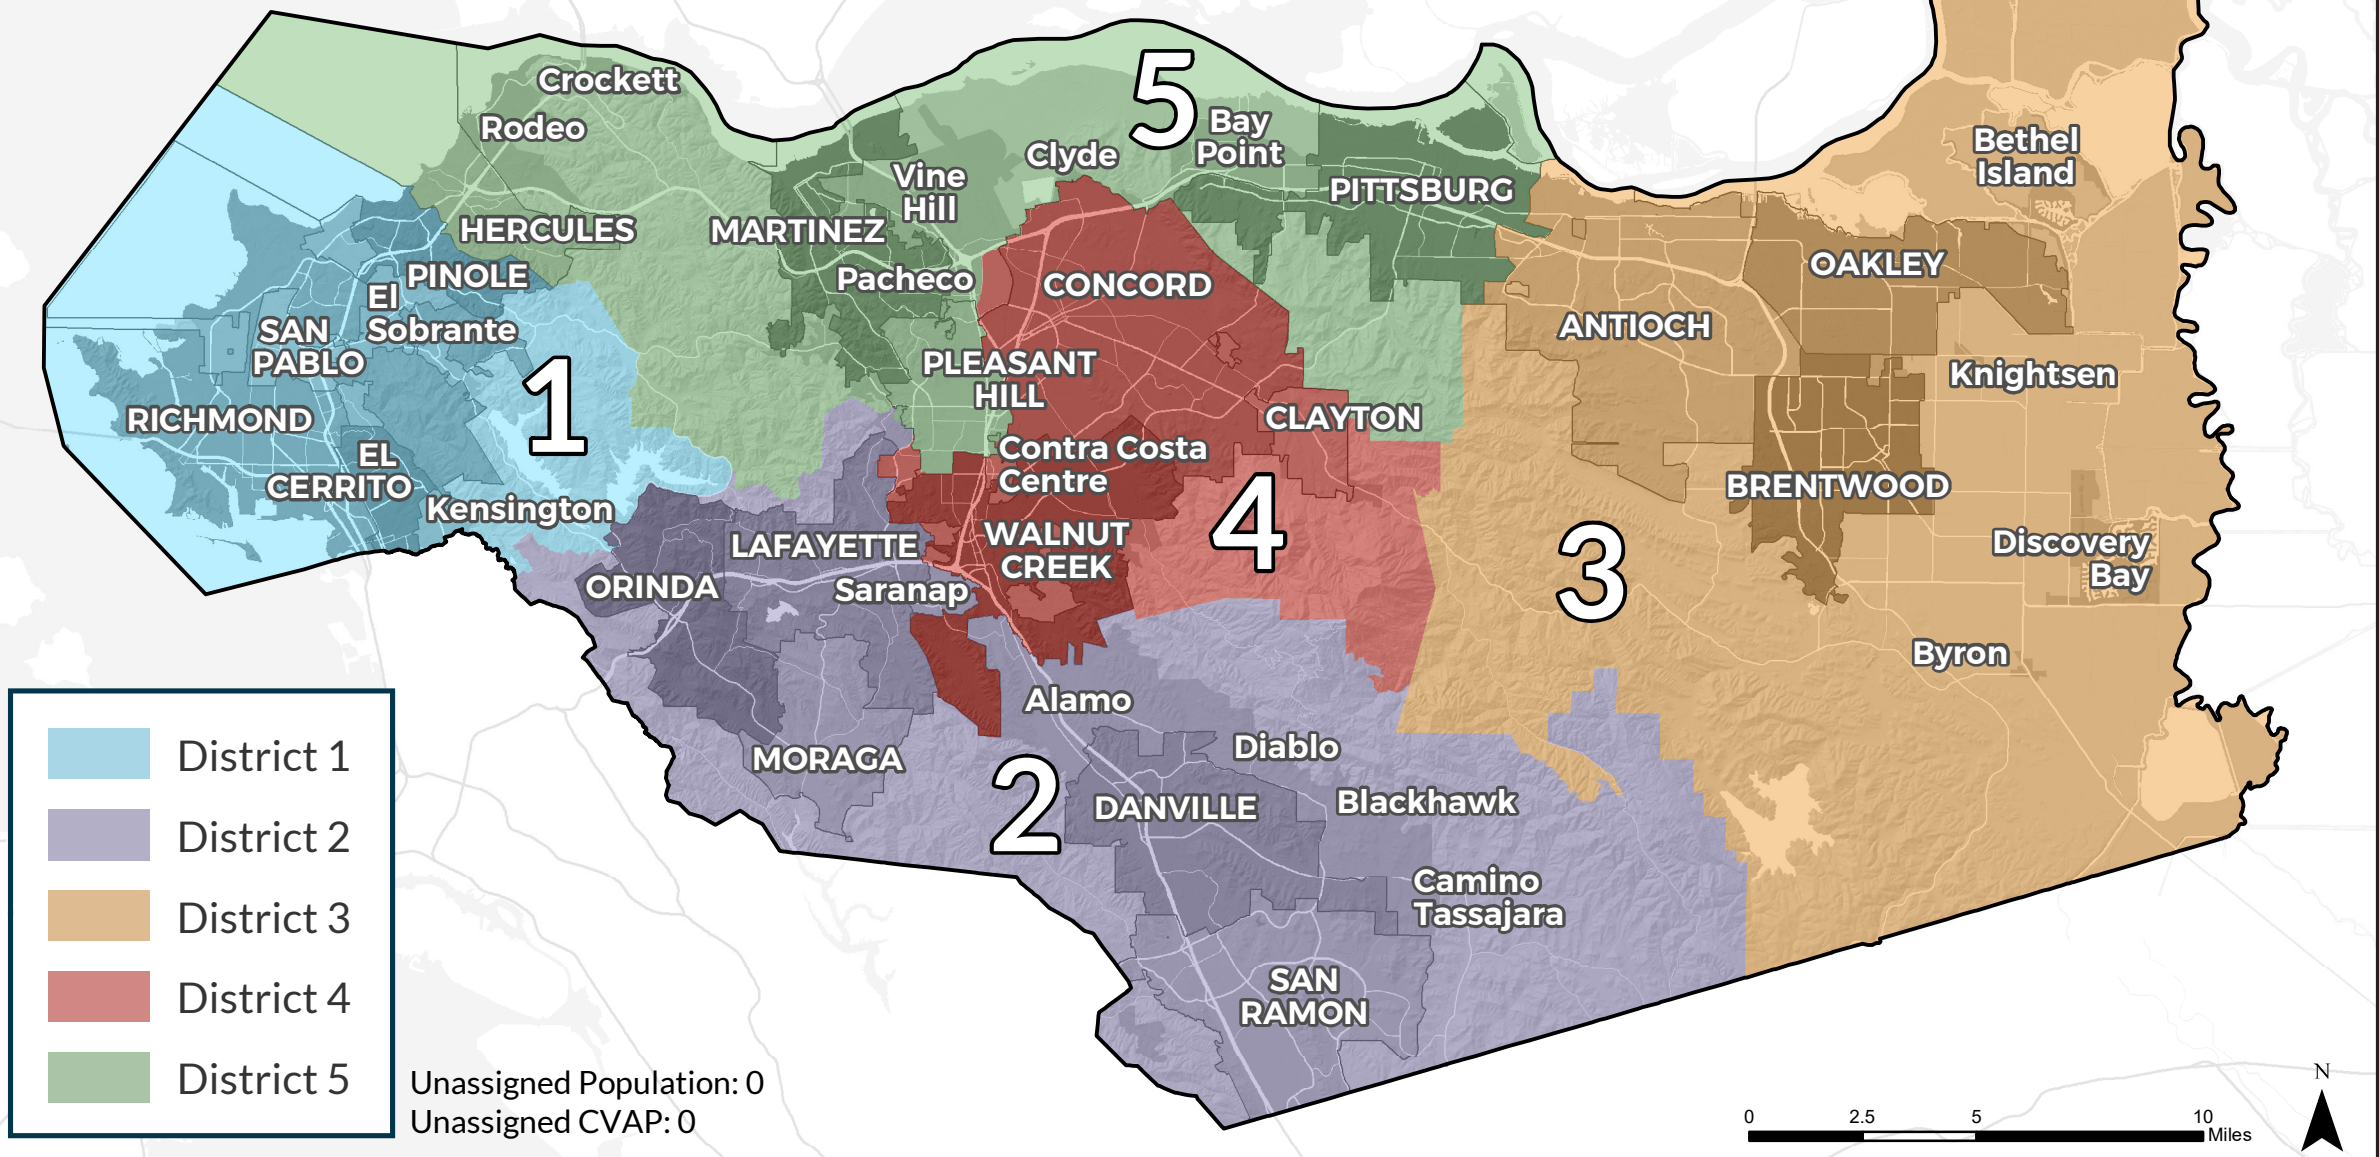 Crockett
Rodeo
5
Bay
Point
Clyde
Vine
Hill
PITTSBURG
Bethel
Island
HERCULES
MARTINEZ
PINOLE
Pacheco
CONCORD
OAKLEY
El
Sobrante
SAN
PABLO
ANTIOCH
PLEASANT
HILL
Knightsen
1
RICHMOND
CLAYTON
EL
CERRITO
Contra Costa
Centre
BRENTWOOD
Kensington
4
WALNUT
CREEK
LAFAYETTE
3
Discovery
Bay
ORINDA
Saranap
Byron
Alamo
MORAGA
Diablo
2
DANVILLE
Blackhawk
Camino
Tassajara
SAN
RAMON
District 1
District 2
District 3
District 4
District 5
Unassigned Population: 0
Unassigned CVAP: 0
N
0 2.5 5 10
Miles